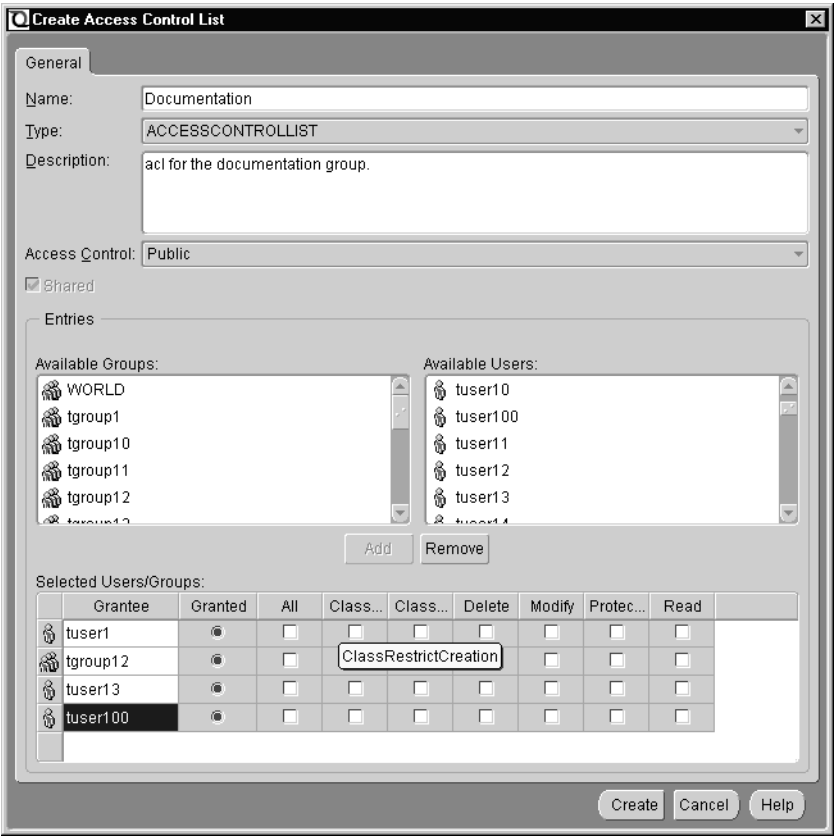 Create Access Control List
General
Name: Documentation
Type: ACCESSCONTROLLIST
Description: acl for the documentation group.
Access Control: Public
Shared
Entries
Available Groups: Available Users:
WORLD tuser10
tgroup1 tuser100
tgroup10 tuser11
tgroup11 tuser12
tgroup12 tuser13
Add Remove
Selected Users/Groups:
Grantee Granted All Class... Class... Delete Modify Protec... Read
tuser1
ClassRestrictCreation
tgroup12
tuser13
tuser100
Create Cancel Help